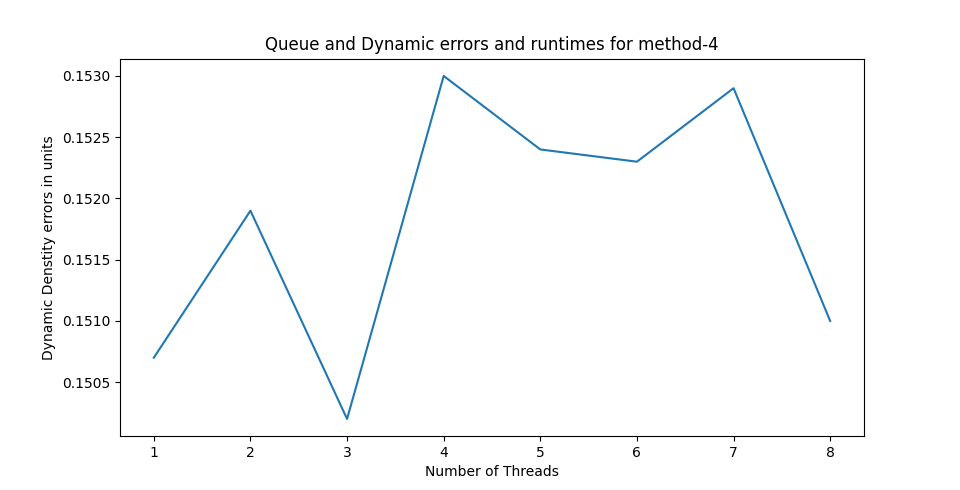 Queue and Dynamic errors and runtimes for method-4
Dynamic Denstity errors in units
0.1530
0.1525
0.1520
0.1515
0.1510
0.1505
1 2 3 4 5 6 7 8
Number of Threads